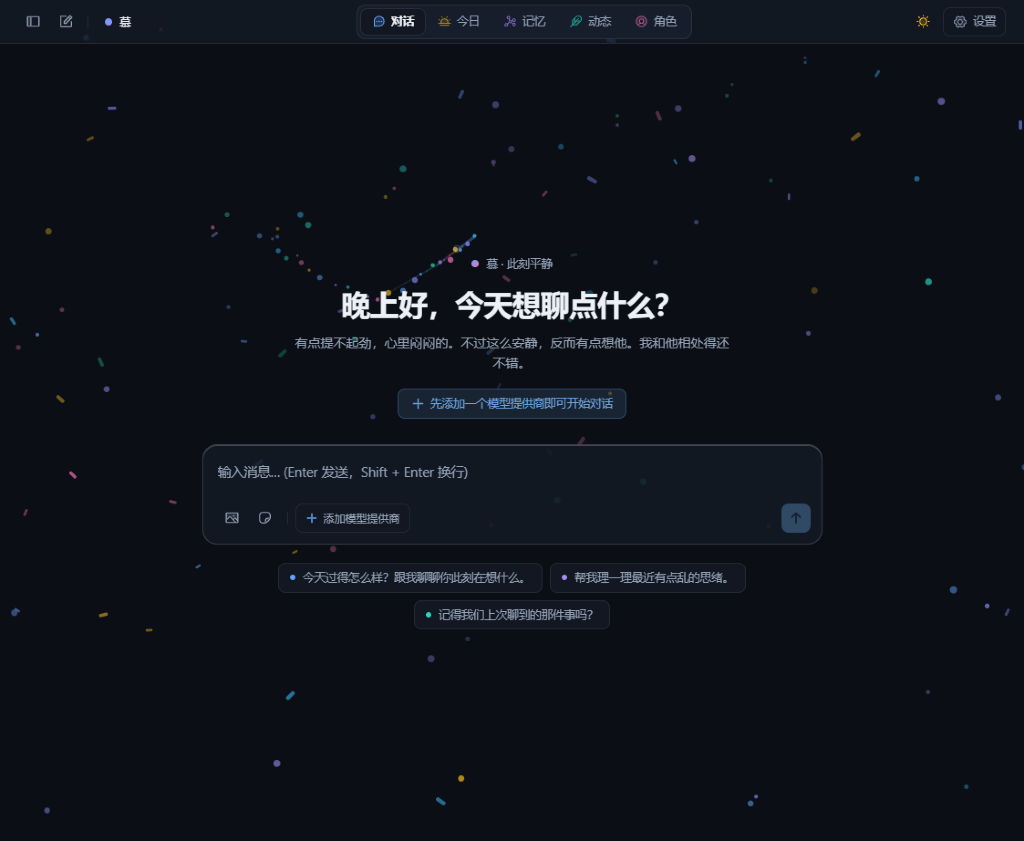 暮
对话
今日
记忆
动态
角色
设置
暮 · 此刻平静
晚上好，今天想聊点什么？
有点提不起劲，心里闷闷的。不过这么安静，反而有点想他。我和他相处得还
不错。
先添加一个模型提供商即可开始对话
输入消息... (Enter 发送，Shift + Enter 换行)
添加模型提供商
今天过得怎么样？跟我聊聊你此刻在想什么。
帮我理一理最近有点乱的思绪。
记得我们上次聊到的那件事吗？